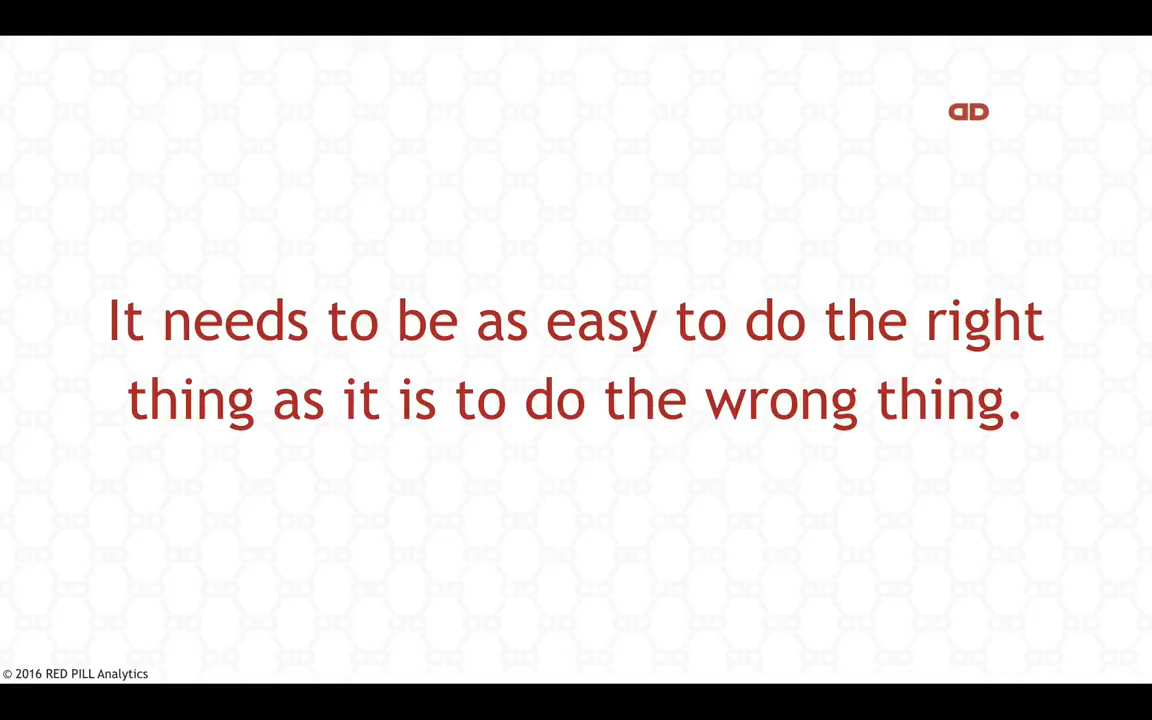 It needs to be as easy to do the right
thing as it is to do the wrong thing.
© 2016 RED PILL Analytics